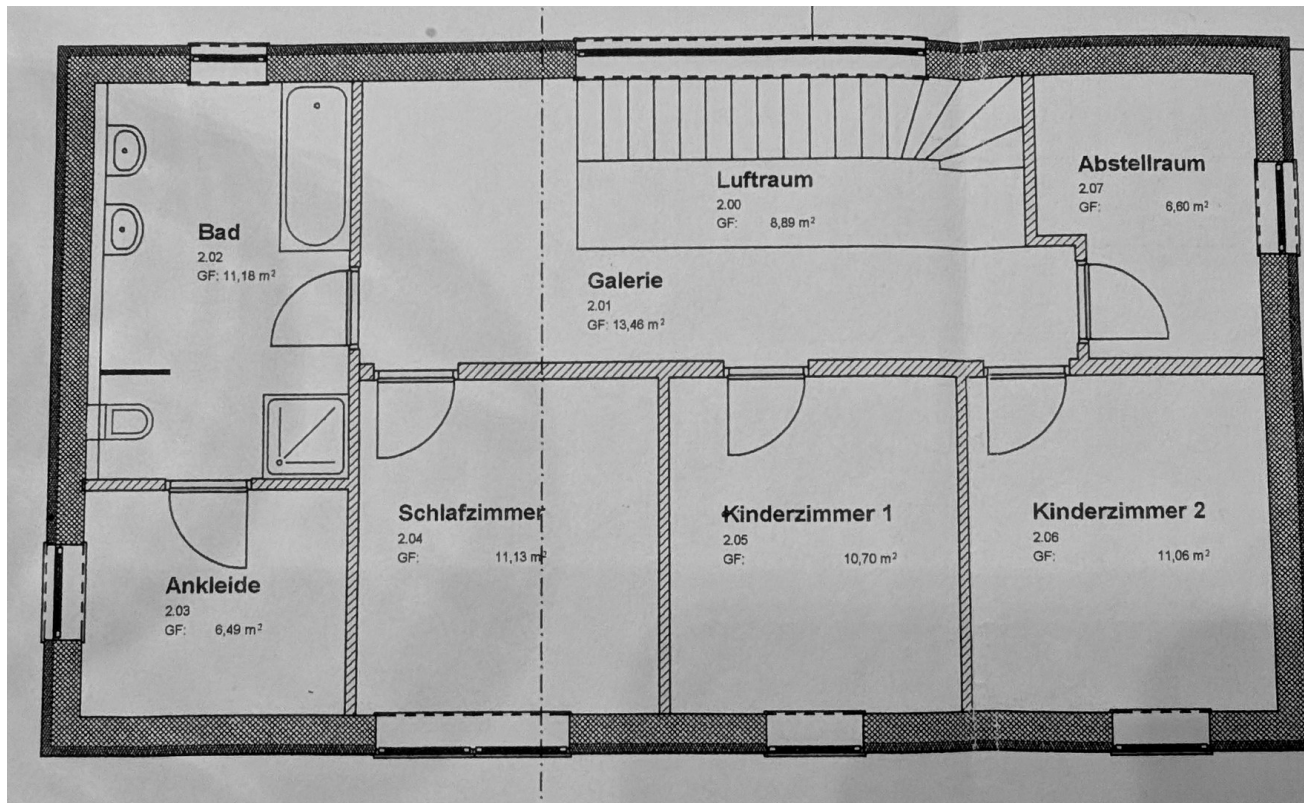 Luftraum
2.00
GF: 8,89 m²
Abstellraum
2.07
GF: 6,60 m²
Bad
2.02
GF: 11,18 m²
Galerie
2.01
GF: 13,46 m²
Schlafzimmer
2.04
GF: 11,13 m²
Kinderzimmer 1
2.05
GF: 10,70 m²
Kinderzimmer 2
2.06
GF: 11,06 m²
Ankleide
2.03
GF: 6,49 m²